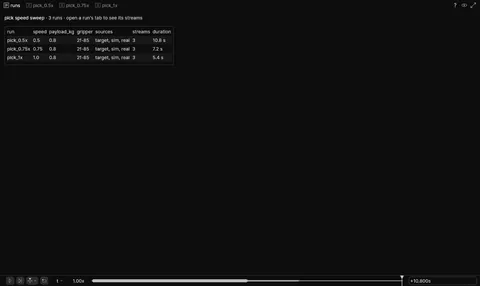 runs pick_0.5x pick_0.75x pick_1x ?
pick speed sweep · 3 runs · open a run's tab to see its streams
run speed payload_kg gripper sources streams duration
pick_0.5x 0.5 0.8 2f-85 target, sim, real 3 10.8 s
pick_0.75x 0.75 0.8 2f-85 target, sim, real 3 7.2 s
pick_1x 1.0 0.8 2f-85 target, sim, real 3 5.4 s
t 1.00x +10.800s